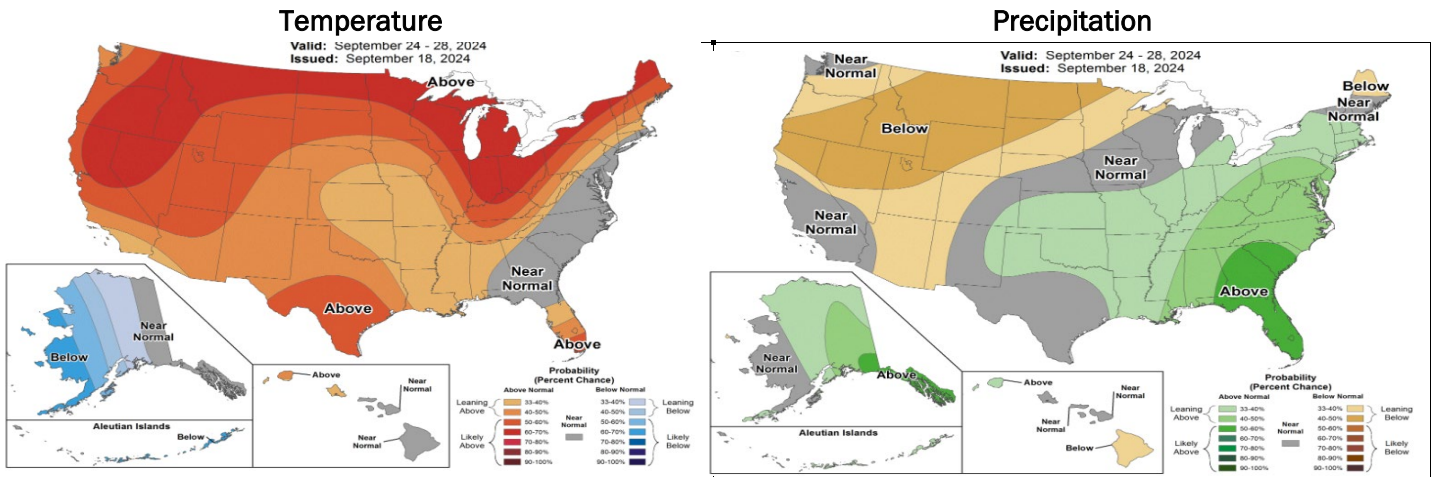 Temperature
Valid: September 24 - 28, 2024
Issued: September 18, 2024
Above
Near
Normal
Above
Above
Near
Normal
Below
Above
Near
Normal
Near
Normal
Aleutian Islands
Below
Probability
(Percent Chance)
Above Normal
Below Normal
Leaning
Above
33-40%
40-50%
50-60%
Likely
Above
60-70%
70-80%
80-90%
90-100%
Near
Normal
33-40%
40-50%
50-60%
60-70%
70-80%
80-90%
90-100%
Leaning
Below
Likely
Below
Precipitation
Valid: September 24 - 28, 2024
Issued: September 18, 2024
Near
Normal
Below
Near
Normal
Below
Near
Normal
Near
Normal
Above
Near
Normal
Above
Above
Near
Normal
Near
Normal
Below
Aleutian Islands
Probability
(Percent Chance)
Above Normal
Below Normal
Leaning
Above
33-40%
40-50%
50-60%
Likely
Above
60-70%
70-80%
80-90%
90-100%
Near
Normal
33-40%
40-50%
50-60%
60-70%
70-80%
80-90%
90-100%
Leaning
Below
Likely
Below